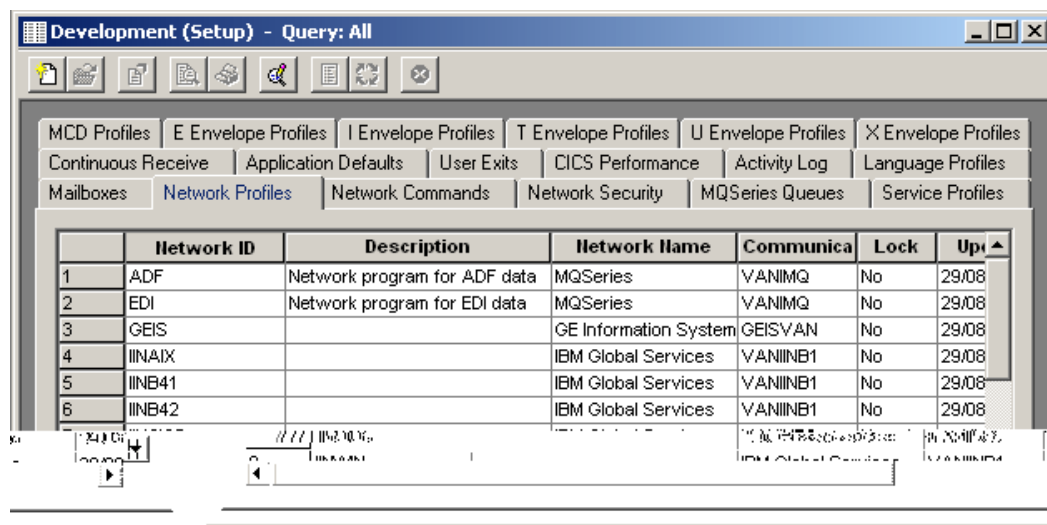 Development (Setup) - Query: All
MCD Profiles E Envelope Profiles I Envelope Profiles T Envelope Profiles U Envelope Profiles X Envelope Profiles
Continuous Receive Application Defaults User Exits CICS Performance Activity Log Language Profiles
Mailboxes Network Profiles Network Commands Network Security MQSeries Queues Service Profiles
Network ID Description Network Name Communica Lock
1 ADF Network program for ADF data MQSeries VANIMQ No 29/08
2 EDI Network program for EDI data MQSeries VANIMQ No 29/08
3 GEIS GE Information System GEISVAN No 29/08
4 IINAIX IBM Global Services VANIINB1 No 29/08
5 IINB41 IBM Global Services VANIINB1 No 29/08
6 IINB42 IBM Global Services VANIINB1 No 29/08